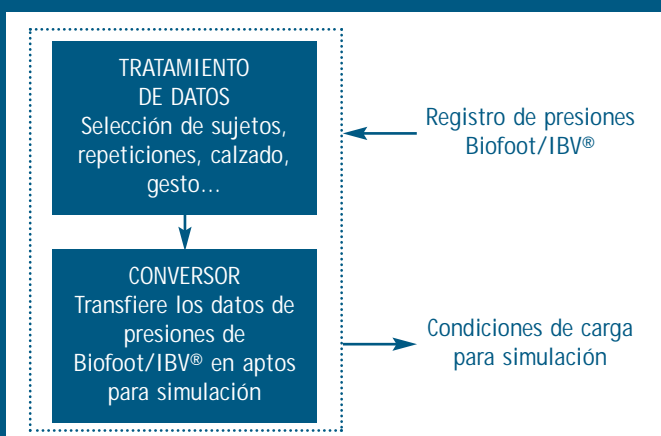 TRATAMIENTO
DE DATOS
Selección de sujetos,
repeticiones, calzado,
gesto...
Registro de presiones
Biofoot/IBV®
CONVERSOR
Transfiere los datos de
presiones de
Biofoot/IBV® en aptos
para simulación
Condiciones de carga
para simulación